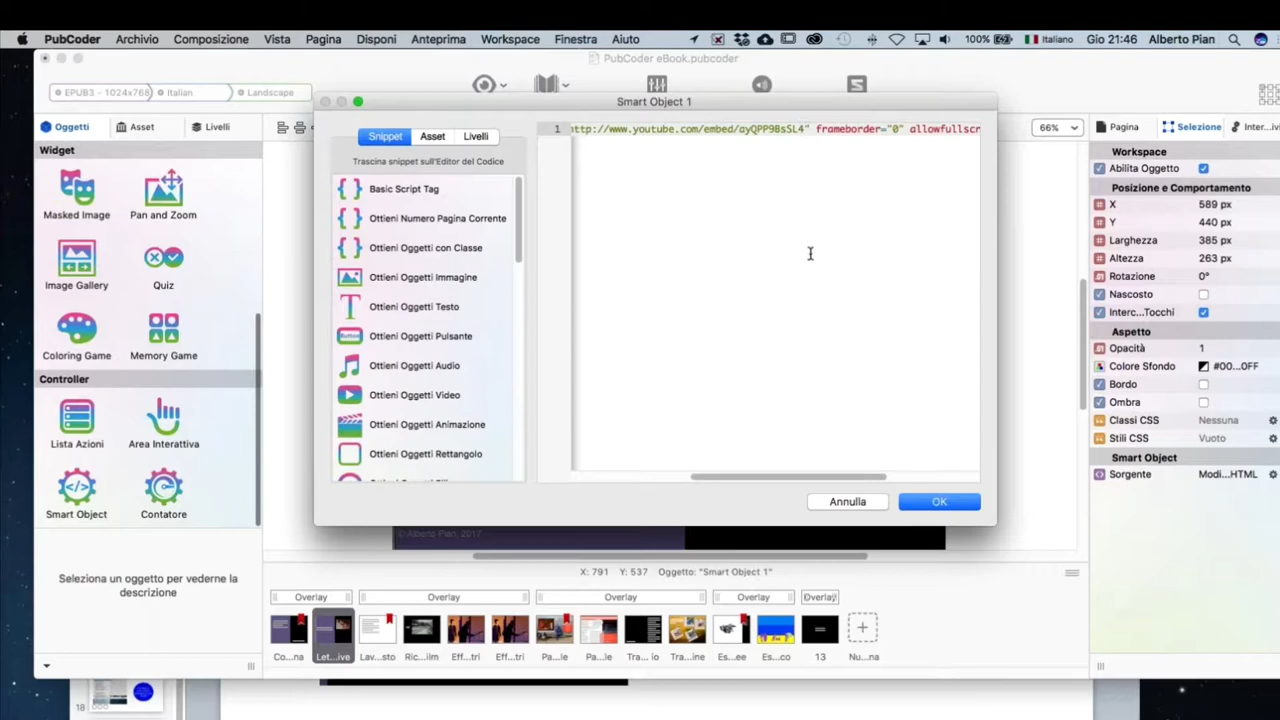 PubCoder Archivio Composizione Vista Pagina Disponi Anteprima Workspace Finestra Aiuto 100% Italiano Gio 21:46 Alberto Pian
PubCoder eBook.pubcoder
EPUB3 - 1024x768 Italian Landscape
Smart Object 1
Oggetti Asset Livelli
Snippet Asset Livelli
1 http://www.youtube.com/embed/ayQPP9BsSL4" frameborder="0" allowfullscr
66% Pagina Selezione Inter...
Widget
Trascina snippet sull'Editor del Codice
Masked Image Pan and Zoom
Image Gallery Quiz
Coloring Game Memory Game
Controller
Lista Azioni Area Interattiva
Smart Object Contatore
Seleziona un oggetto per vederne la
descrizione
Basic Script Tag
Ottieni Numero Pagina Corrente
Ottieni Oggetti con Classe
Ottieni Oggetti Immagine
Ottieni Oggetti Testo
Button Ottieni Oggetti Pulsante
Ottieni Oggetti Audio
Ottieni Oggetti Video
Ottieni Oggetti Animazione
Ottieni Oggetti Rettangolo
Annulla OK
© Alberto Pian, 2017
Workspace
Abilita Oggetto
Posizione e Comportamento
X 589 px
Y 440 px
Larghezza 385 px
Altezza 263 px
Rotazione 0°
Nascosto
Interc...Tocchi
Aspetto
Opacità 1
Colore Sfondo #00...0FF
Bordo
Ombra
Classi CSS Nessuna
Stili CSS Vuoto
Smart Object
Sorgente Modi...HTML
X: 791 Y: 537 Oggetto: "Smart Object 1"
Overlay Overlay Overlay Overlay Overlay
Co...na Let...ive Lav...sto Ric...ilm Eff...tri Eff...tri Pa...le Pa...le Tra... io Tra...ine Es...ee Es...co 13 Nu...na
18